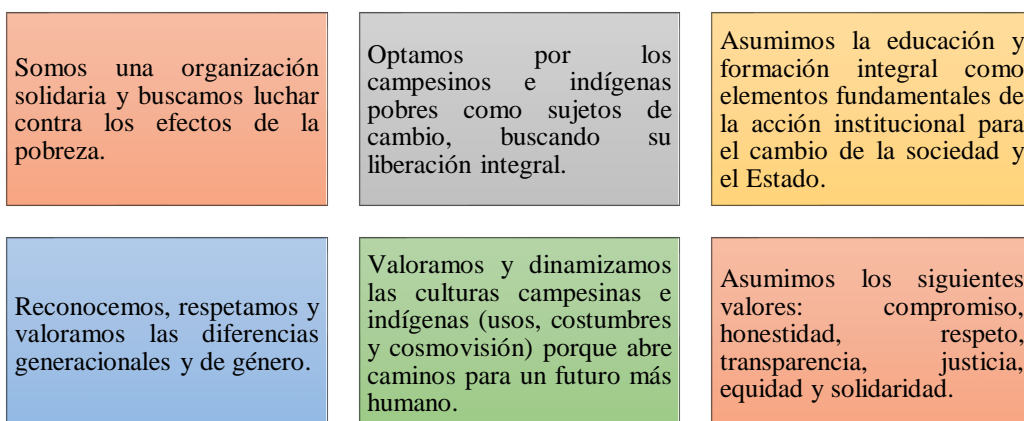 Somos una organización
solidaria y buscamos luchar
contra los efectos de la
pobreza.
Optamos por los
campesinos e indígenas
pobres como sujetos de
cambio, buscando su
liberación integral.
Asumimos la educación y
formación integral como
elementos fundamentales de
la acción institucional para
el cambio de la sociedad y
el Estado.
Reconocemos, respetamos y
valoramos las diferencias
generacionales y de género.
Valoramos y dinamizamos
las culturas campesinas e
indígenas (usos, costumbres
y cosmovisión) porque abre
caminos para un futuro más
humano.
Asumimos los siguientes
valores: compromiso,
honestidad, respeto,
transparencia, justicia,
equidad y solidaridad.